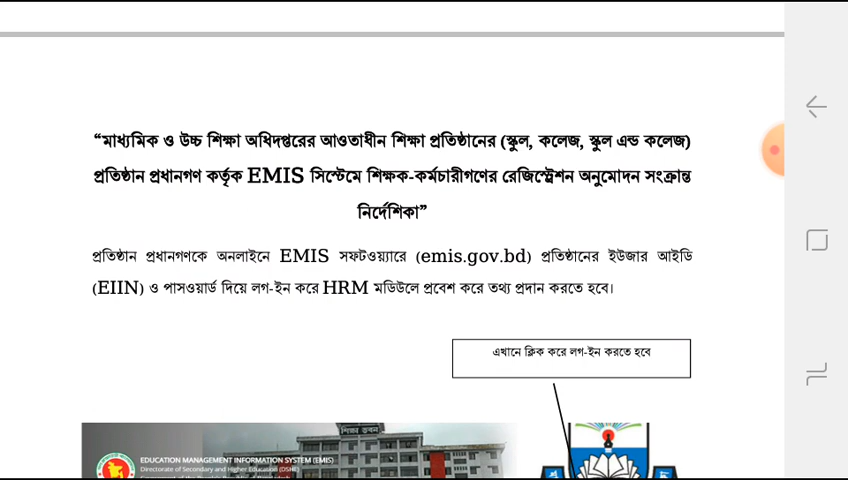 “মাধ্যমিক ও উচ্চ শিক্ষা অধিদপ্তরের আওতাধীন শিক্ষা প্রতিষ্ঠানের (স্কুল, কলেজ, স্কুল এন্ড কলেজ)
প্রতিষ্ঠান প্রধানগণ কর্তৃক EMIS সিস্টেমে শিক্ষক-কর্মচারীগণের রেজিস্ট্রেশন অনুমোদন সংক্রান্ত
নির্দেশিকা”
প্রতিষ্ঠান প্রধানগণকে অনলাইনে EMIS সফটওয়্যারে (emis.gov.bd) প্রতিষ্ঠানের ইউজার আইডি
(EIIN) ও পাসওয়ার্ড দিয়ে লগ-ইন করে HRM মডিউলে প্রবেশ করে তথ্য প্রদান করতে হবে।
এখানে ক্লিক করে লগ-ইন করতে হবে
শিক্ষা ভবন
EDUCATION MANAGEMENT INFORMATION SYSTEM (EMIS)
Directorate of Secondary and Higher Education (DSHE)